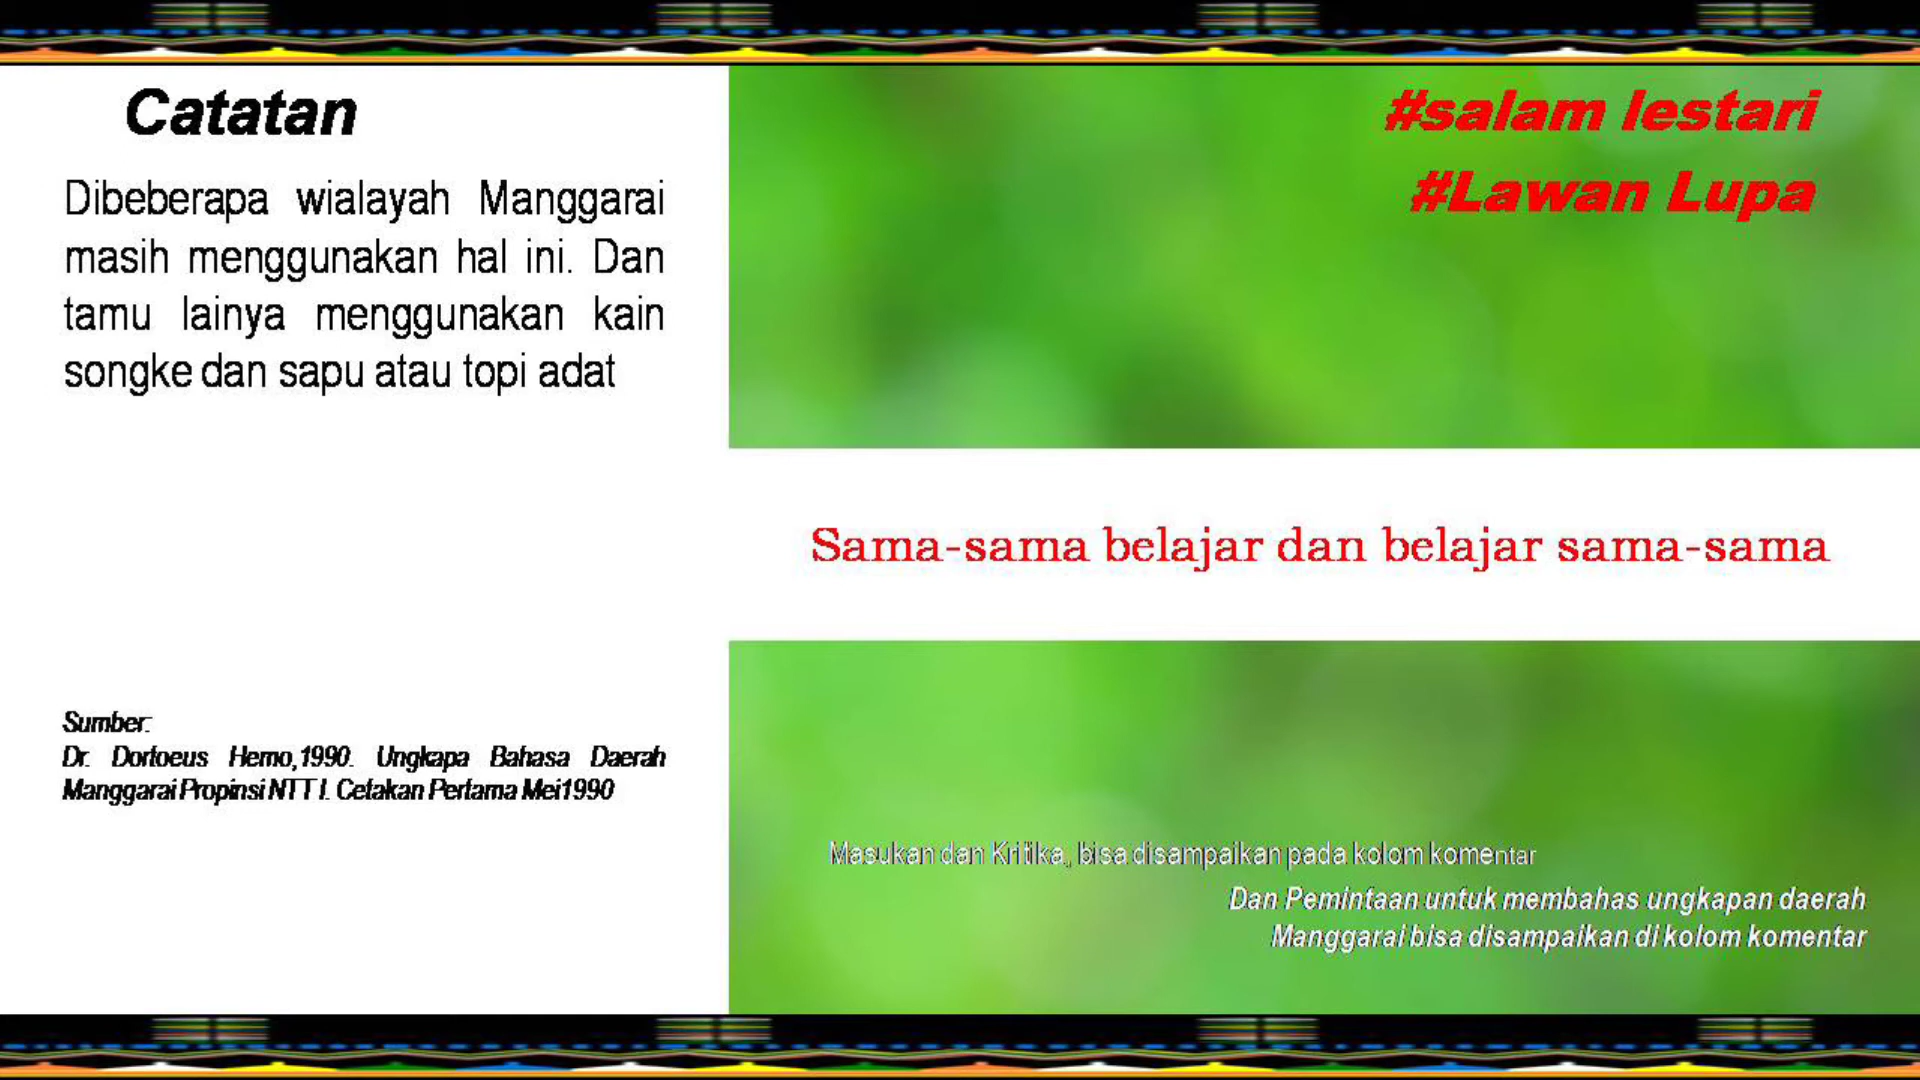 Catatan
Dibeberapa wialayah Manggarai
masih menggunakan hal ini. Dan
tamu lainya menggunakan kain
songke dan sapu atau topi adat
Sumber:
Dr. Dorfoeus Hemo,1990. Ungkapa Bahasa Daerah
Manggarai Propinsi NTT I. Cetakan Pertama Mei1990
#salam lestari
#Lawan Lupa
Sama-sama belajar dan belajar sama-sama
Masukan dan Kritika, bisa disampaikan pada kolom komentar
Dan Pemintaan untuk membahas ungkapan daerah
Manggarai bisa disampaikan di kolom komentar